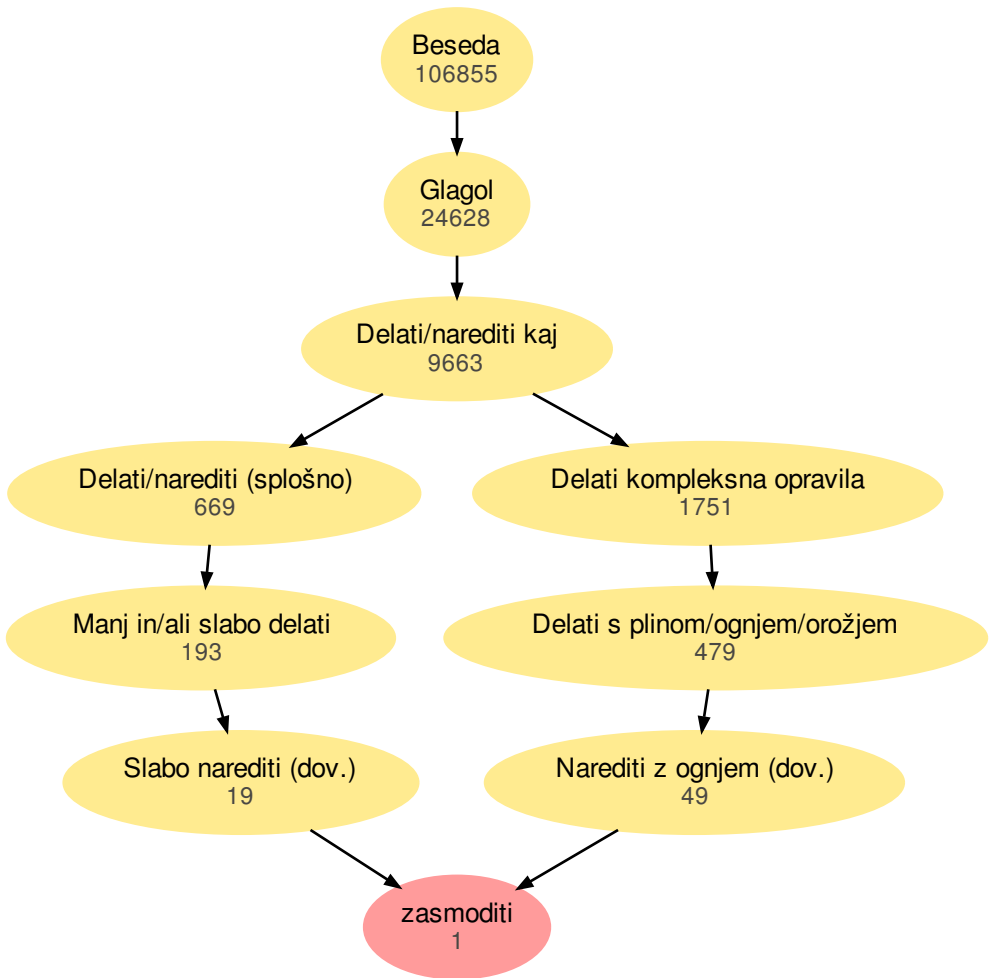 Beseda
106855
Glagol
24628
Delati/narediti kaj
9663
Delati/narediti (splošno)
669
Delati kompleksna opravila
1751
Manj in/ali slabo delati
193
Delati s plinom/ognjem/orožjem
479
Slabo narediti (dov.)
19
Narediti z ognjem (dov.)
49
zasmoditi
1